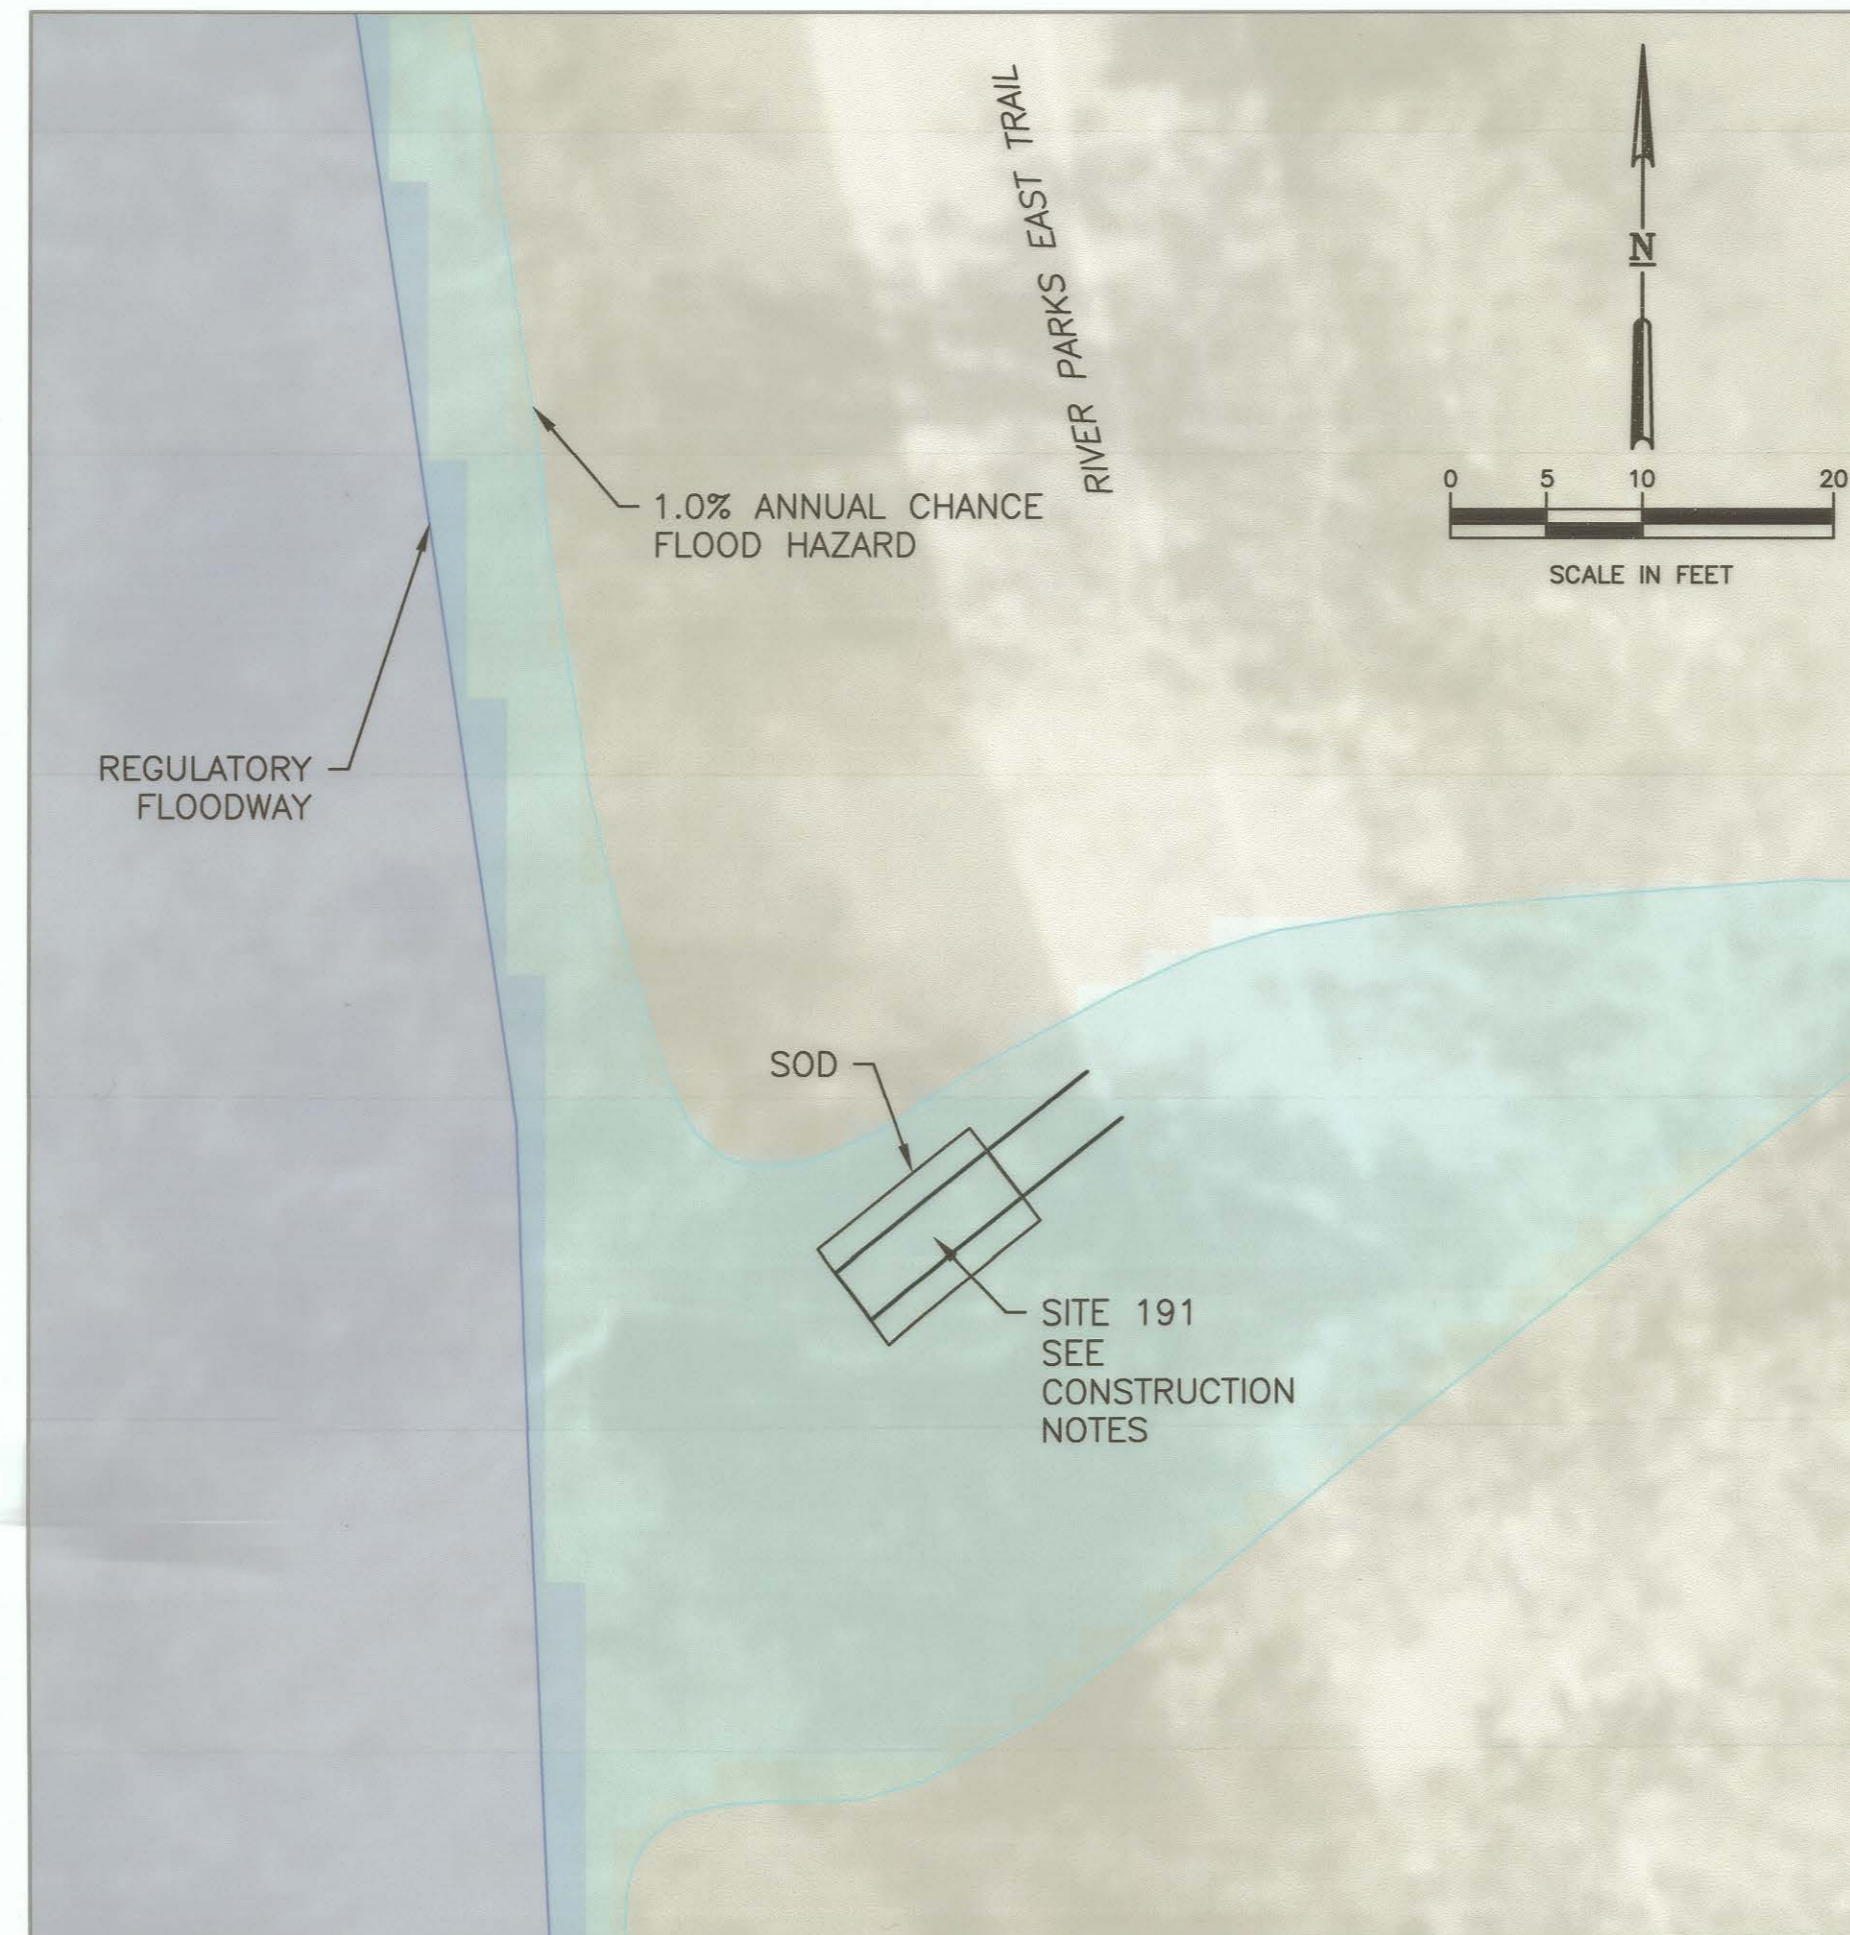 RIVER PARKS EAST TRAIL
N
0 5 10 20
SCALE IN FEET
1.0% ANNUAL CHANCE
FLOOD HAZARD
REGULATORY
FLOODWAY
SOD
SITE 191
SEE
CONSTRUCTION
NOTES